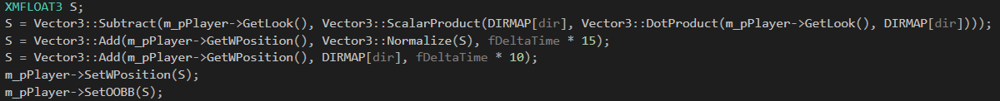 XMFLOAT3 S;
S = Vector3::Subtract(m_pPlayer->GetLook(), Vector3::ScalarProduct(DIRMAP[dir], Vector3::DotProduct(m_pPlayer->GetLook(), DIRMAP[dir])));
S = Vector3::Add(m_pPlayer->GetWPosition(), Vector3::Normalize(S), fDeltaTime * 15);
S = Vector3::Add(m_pPlayer->GetWPosition(), DIRMAP[dir], fDeltaTime * 10);
m_pPlayer->SetWPosition(S);
m_pPlayer->SetOOBB(S);